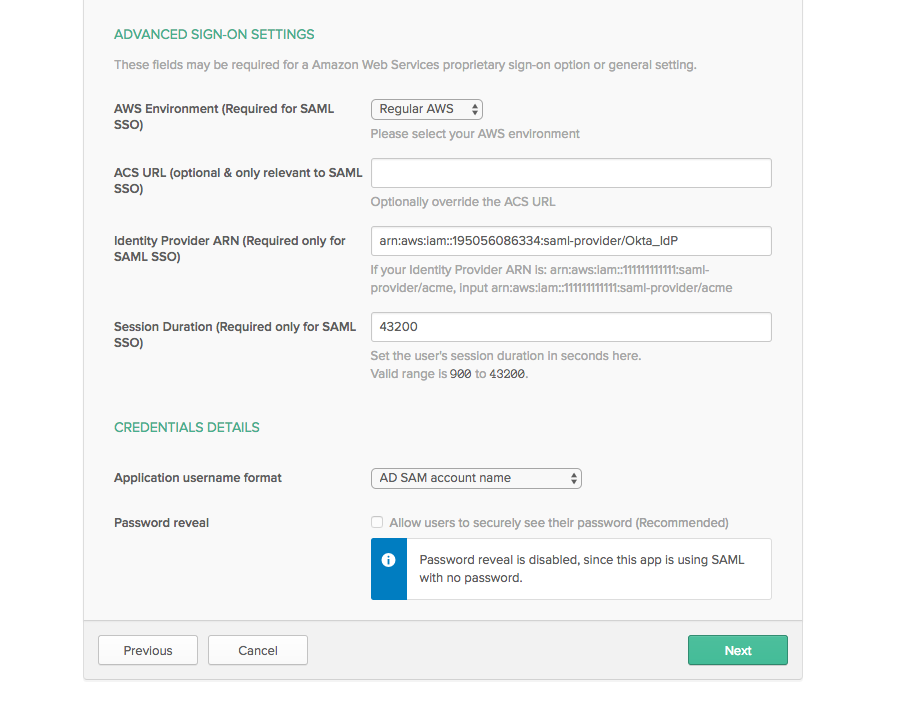 ADVANCED SIGN-ON SETTINGS
These fields may be required for a Amazon Web Services proprietary sign-on option or general setting.
AWS Environment (Required for SAML
SSO)
Regular AWS
Please select your AWS environment
ACS URL (optional & only relevant to SAML
SSO)
Optionally override the ACS URL
Identity Provider ARN (Required only for
SAML SSO)
arn:aws:iam::195056086334:saml-provider/Okta_IdP
If your Identity Provider ARN is: arn:aws:iam::111111111111:saml-
provider/acme, input arn:aws:iam::111111111111:saml-provider/acme
Session Duration (Required only for SAML
SSO)
43200
Set the user's session duration in seconds here.
Valid range is 900 to 43200.
CREDENTIALS DETAILS
Application username format
AD SAM account name
Password reveal
Allow users to securely see their password (Recommended)
Password reveal is disabled, since this app is using SAML
with no password.
Previous
Cancel
Next